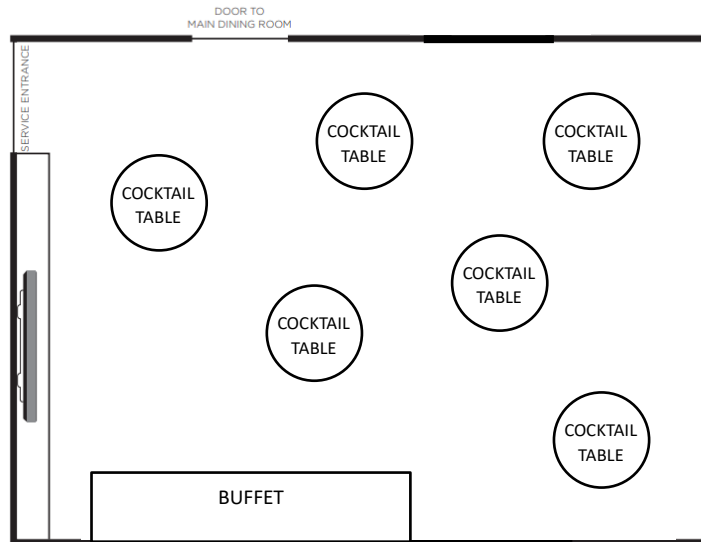 DOOR TO
MAIN DINING ROOM
SERVICE ENTRANCE
COCKTAIL
TABLE
COCKTAIL
TABLE
COCKTAIL
TABLE
COCKTAIL
TABLE
COCKTAIL
TABLE
COCKTAIL
TABLE
BUFFET